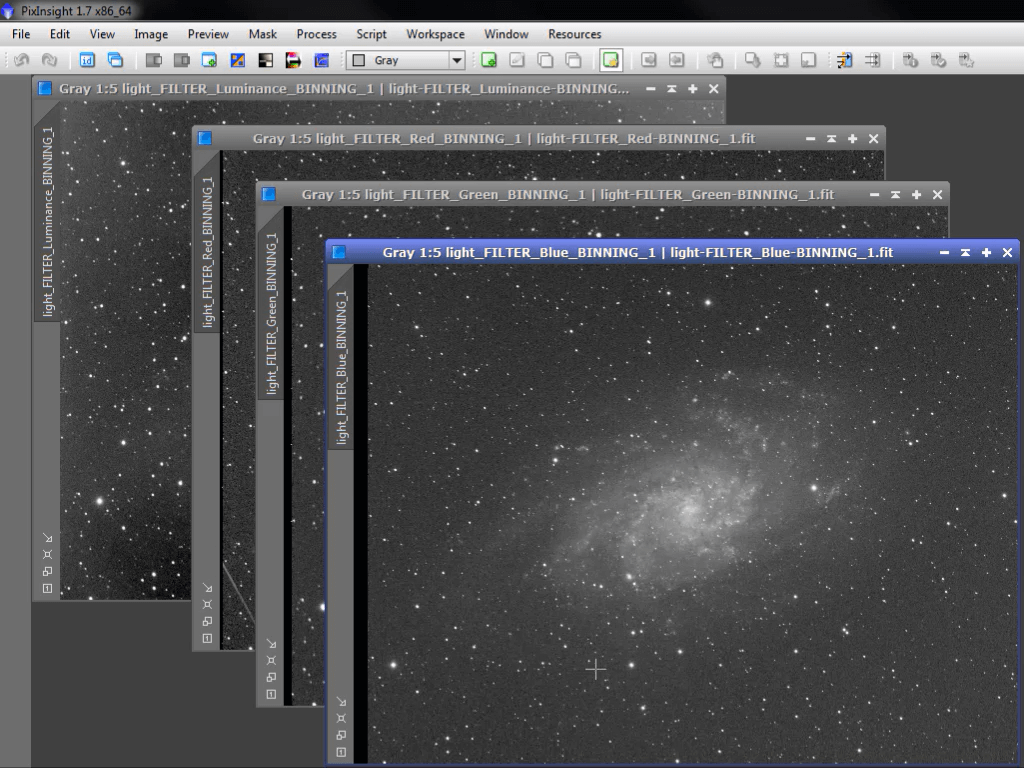 PixInsight 1.7 x86_64
File Edit View Image Preview Mask Process Script Workspace Window Resources
id Gray
Gray 1:5 light_FILTER_Luminance_BINNING_1 | light-FILTER_Luminance-BINNING...
light_FILTER_Luminance_BINNING_1
Gray 1:5 light_FILTER_Red_BINNING_1 | light-FILTER_Red-BINNING_1.fit
light_FILTER_Red_BINNING_1
Gray 1:5 light_FILTER_Green_BINNING_1 | light-FILTER_Green-BINNING_1.fit
light_FILTER_Green_BINNING_1
Gray 1:5 light_FILTER_Blue_BINNING_1 | light-FILTER_Blue-BINNING_1.fit
light_FILTER_Blue_BINNING_1